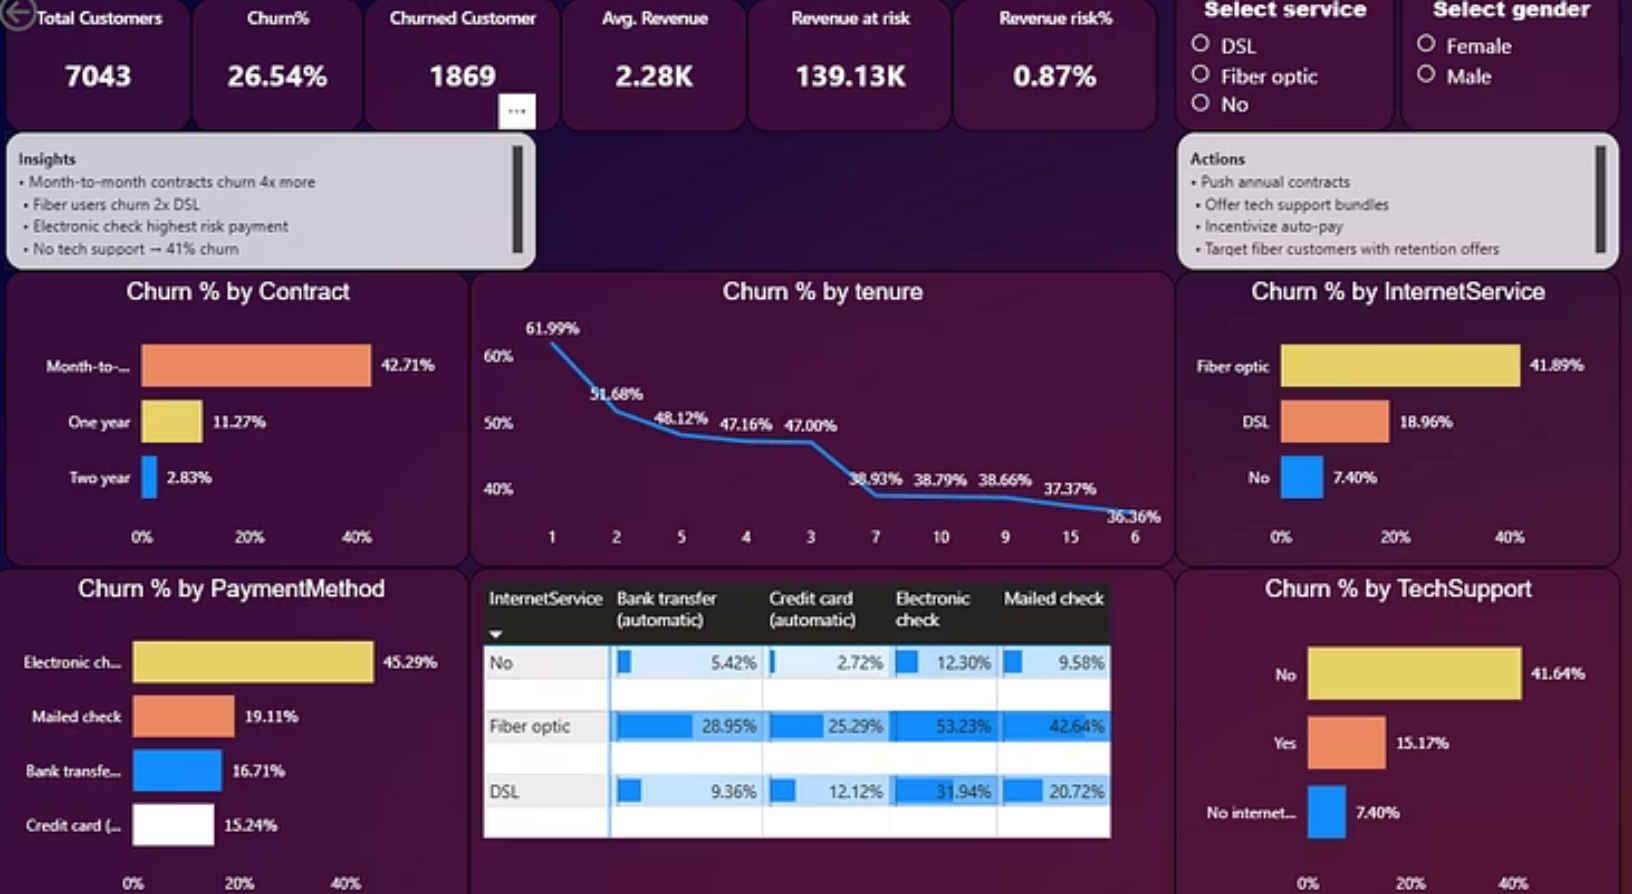 Total Customers
7043
Churn%
26.54%
Churned Customer
1869
...
Avg. Revenue
2.28K
Revenue at risk
139.13K
Revenue risk%
0.87%
Select service
DSL
Fiber optic
No
Select gender
Female
Male
Insights
• Month-to-month contracts churn 4x more
• Fiber users churn 2x DSL
• Electronic check highest risk payment
• No tech support → 41% churn
Actions
• Push annual contracts
• Offer tech support bundles
• Incentivize auto-pay
• Target fiber customers with retention offers
Churn % by Contract
Month-to-... 42.71%
One year 11.27%
Two year 2.83%
0% 20% 40%
Churn % by tenure
61.99%
60%
51.68%
48.12% 47.16% 47.00%
50%
38.93% 38.79% 38.66% 37.37%
40%
36.36%
1 2 5 4 3 7 10 9 15 6
Churn % by InternetService
Fiber optic 41.89%
DSL 18.96%
No 7.40%
0% 20% 40%
Churn % by PaymentMethod
Electronic ch... 45.29%
Mailed check 19.11%
Bank transfe... 16.71%
Credit card (... 15.24%
0% 20% 40%
InternetService Bank transfer (automatic) Credit card (automatic) Electronic check Mailed check
No 5.42% 2.72% 12.30% 9.58%
Fiber optic 28.95% 25.29% 53.23% 42.64%
DSL 9.36% 12.12% 31.94% 20.72%
Churn % by TechSupport
No 41.64%
Yes 15.17%
No internet... 7.40%
0% 20% 40%